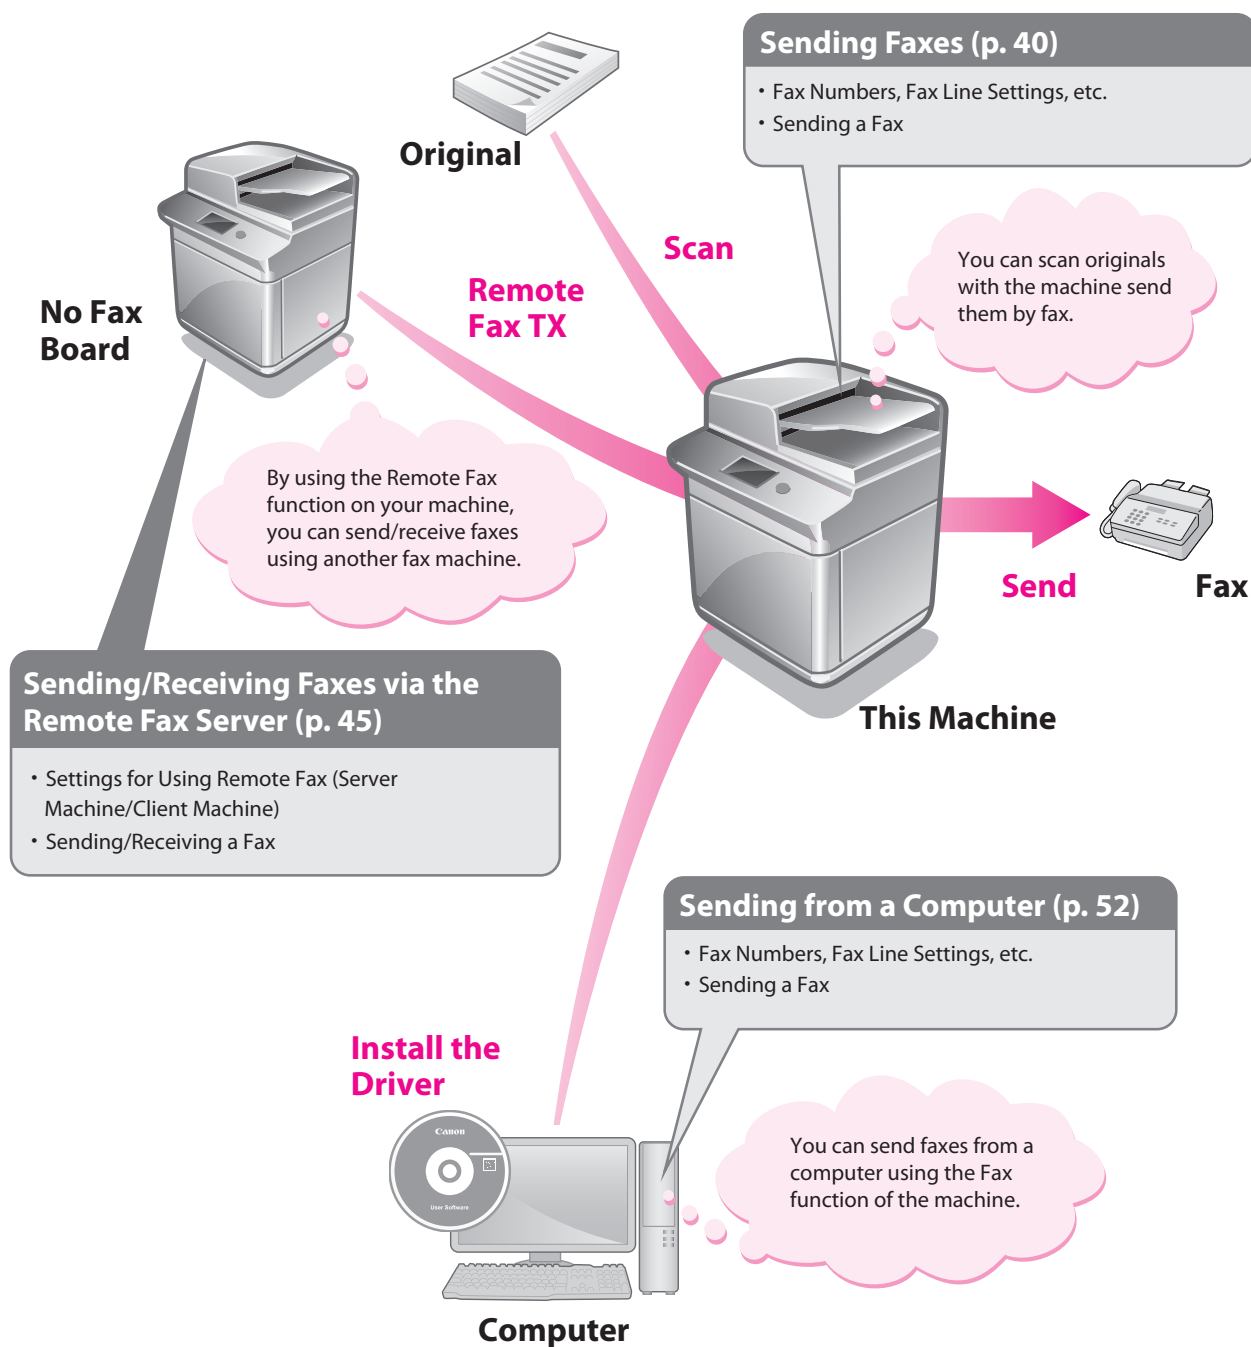 Sending Faxes (p. 40)
・Fax Numbers, Fax Line Settings, etc.
・Sending a Fax
Original
Scan
You can scan originals
with the machine send
them by fax.
Remote
Fax TX
No Fax
Board
By using the Remote Fax
function on your machine,
you can send/receive faxes
using another fax machine.
Send
Fax
Sending/Receiving Faxes via the
Remote Fax Server (p. 45)
・Settings for Using Remote Fax (Server
Machine/Client Machine)
・Sending/Receiving a Fax
This Machine
Sending from a Computer (p. 52)
・Fax Numbers, Fax Line Settings, etc.
・Sending a Fax
Install the
Driver
Canon
User Software
You can send faxes from a
computer using the Fax
function of the machine.
Computer